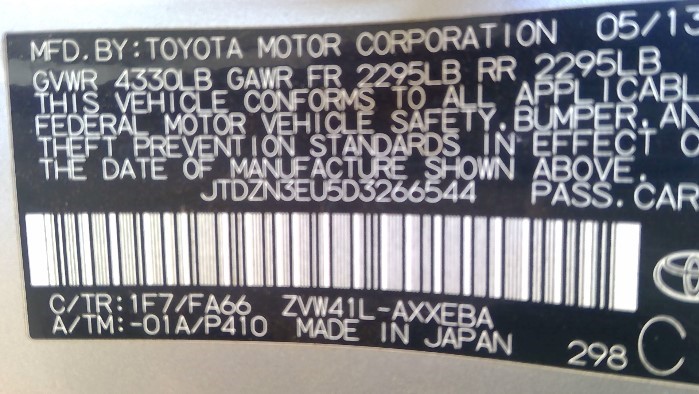 MFD.BY:TOYOTA MOTOR CORPORATION 05/13
GVWR 4330LB GAWR FR 2295LB RR 2295LB
THIS VEHICLE CONFORMS TO ALL APPLICABL
FEDERAL MOTOR VEHICLE SAFETY,BUMPER,AN
THEFT PREVENTION STANDARDS IN EFFECT O
THE DATE OF MANUFACTURE SHOWN ABOVE.
JTDZN3EU5D3266544 PASS.CAR
C/TR:1F7/FA66 ZVW41L-AXXEBA
A/TM:-01A/P410 MADE IN JAPAN
298 C